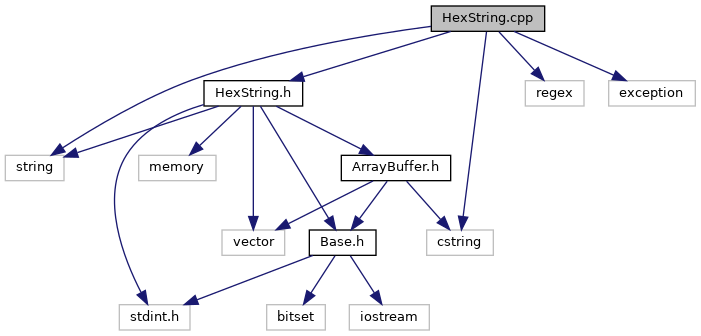 HexString.cpp
HexString.h
regex
exception
string
memory
ArrayBuffer.h
vector
Base.h
cstring
stdint.h
bitset
iostream